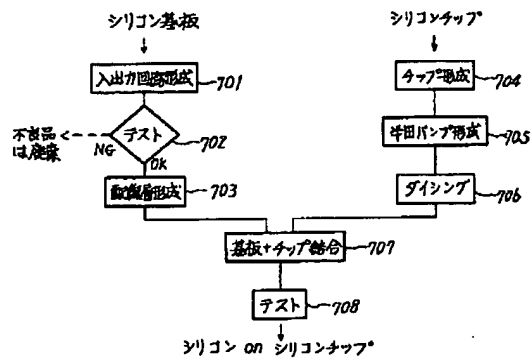 シリコン基板
シリコンチップ
入出力回路形成
701
チップ形成
704
不良品
は廃棄
NG
テスト
702
OK
半田バンプ形成
705
配線層形成
703
ダイシング
706
基板+チップ結合
707
テスト
708
シリコン on シリコンチップ